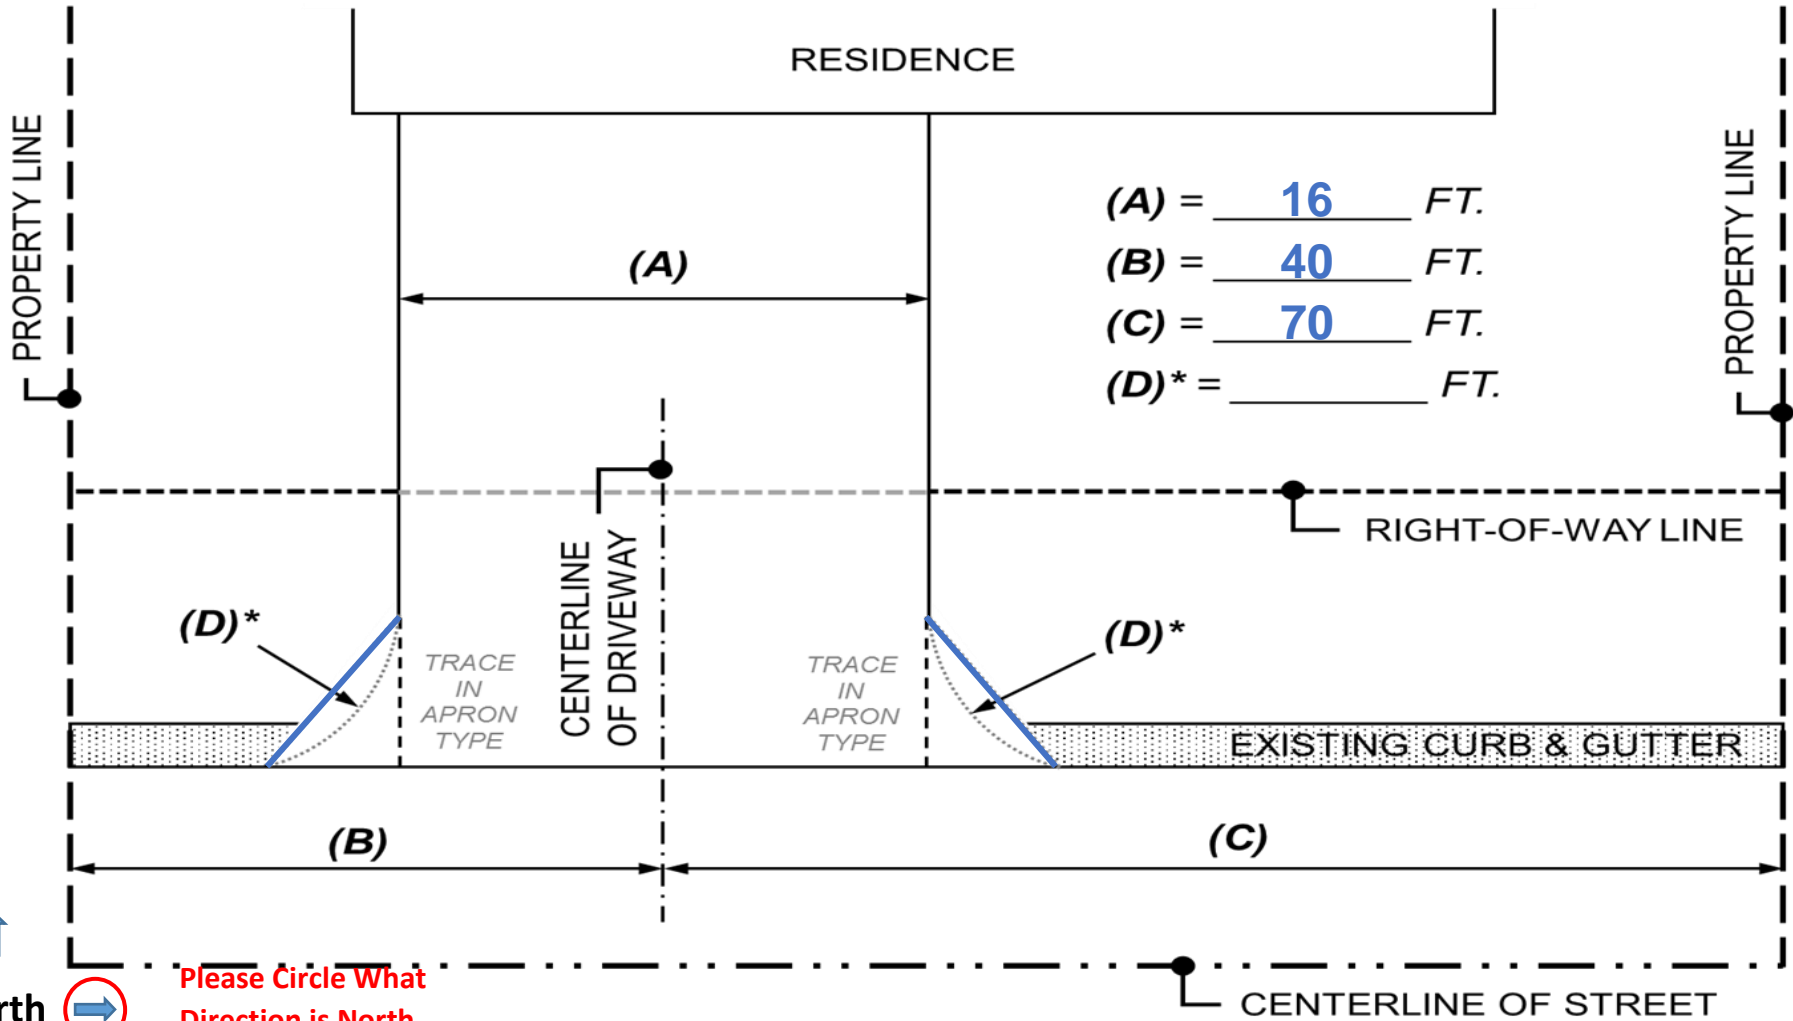 RESIDENCE
PROPERTY LINE
PROPERTY LINE
(A) = 16 FT.
(B) = 40 FT.
(C) = 70 FT.
(D)* = ________ FT.
(A)
CENTERLINE
OF DRIVEWAY
RIGHT-OF-WAY LINE
(D)*
(D)*
TRACE
IN
APRON
TYPE
TRACE
IN
APRON
TYPE
EXISTING CURB & GUTTER
(B)
(C)
Please Circle What
Direction is North
rth
CENTERLINE OF STREET